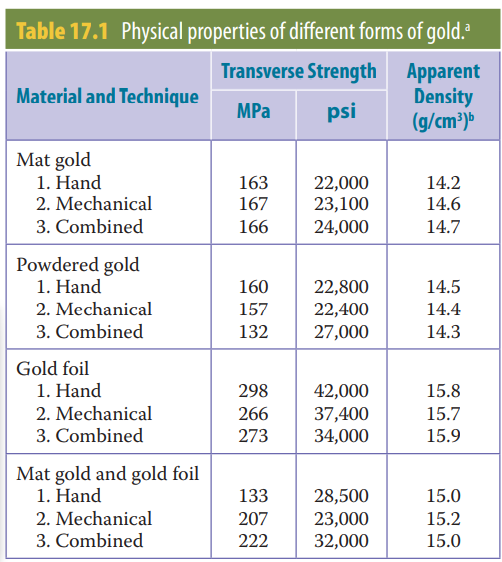 Table 17.1 Physical properties of different forms of gold.ᵃ
Material and Technique Transverse Strength Apparent Density (g/cm³)ᵇ
MPa psi
Mat gold
1. Hand 163 22,000 14.2
2. Mechanical 167 23,100 14.6
3. Combined 166 24,000 14.7
Powdered gold
1. Hand 160 22,800 14.5
2. Mechanical 157 22,400 14.4
3. Combined 132 27,000 14.3
Gold foil
1. Hand 298 42,000 15.8
2. Mechanical 266 37,400 15.7
3. Combined 273 34,000 15.9
Mat gold and gold foil
1. Hand 133 28,500 15.0
2. Mechanical 207 23,000 15.2
3. Combined 222 32,000 15.0